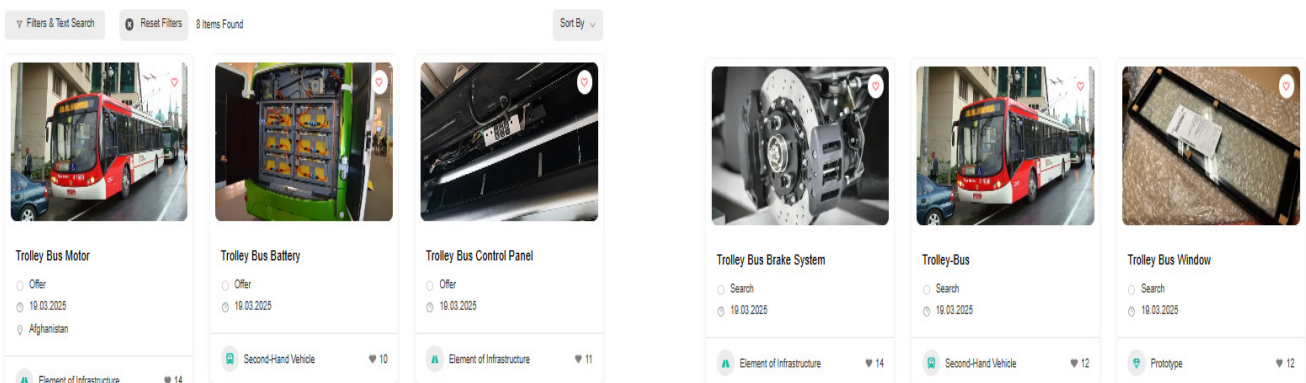 Filters & Text Search
Reset Filters
8 Items Found
Sort By
Trolley Bus Motor
Offer
19.03.2025
Afghanistan
Element of Infrastructure
14
Trolley Bus Battery
Offer
19.03.2025
Second-Hand Vehicle
10
Trolley Bus Control Panel
Offer
19.03.2025
Element of Infrastructure
11
Trolley Bus Brake System
Search
19.03.2025
Element of Infrastructure
14
Trolley-Bus
Search
19.03.2025
Second-Hand Vehicle
12
Trolley Bus Window
Search
19.03.2025
Prototype
12